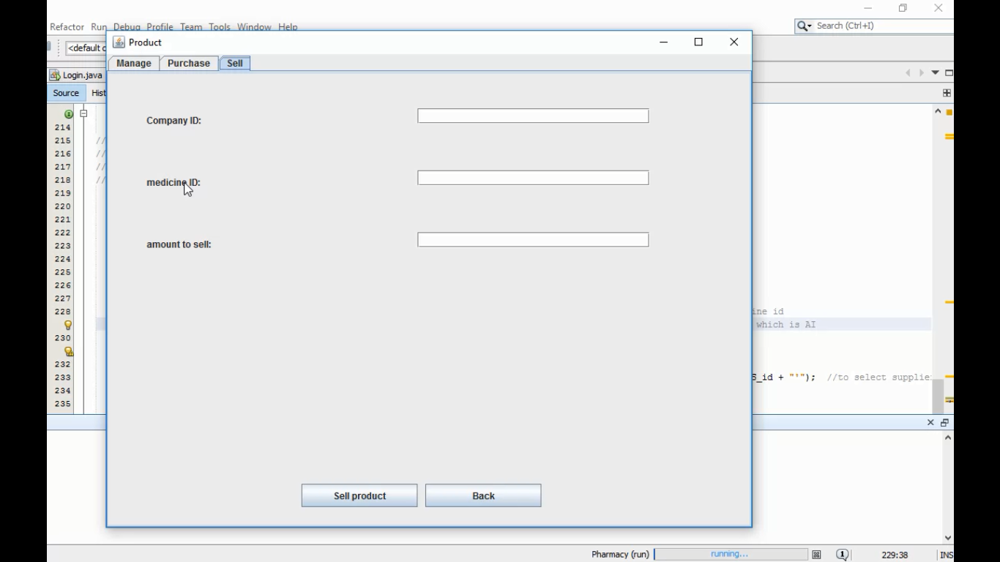 Refactor Run Debug Profile Team Tools Window Help
Search (Ctrl+I)
Product
<default c
Manage Purchase Sell
Login.java
Source Hist
Company ID:
214
215 //
216 //
217 //
218 //
medicine ID:
219
220
221
222
223
amount to sell:
224
225
226
227
228 ine id
which is AI
230
232
233 S_id + "'"); //to select supplie
234
235
Sell product Back
Pharmacy (run) running... 1 229:38 INS